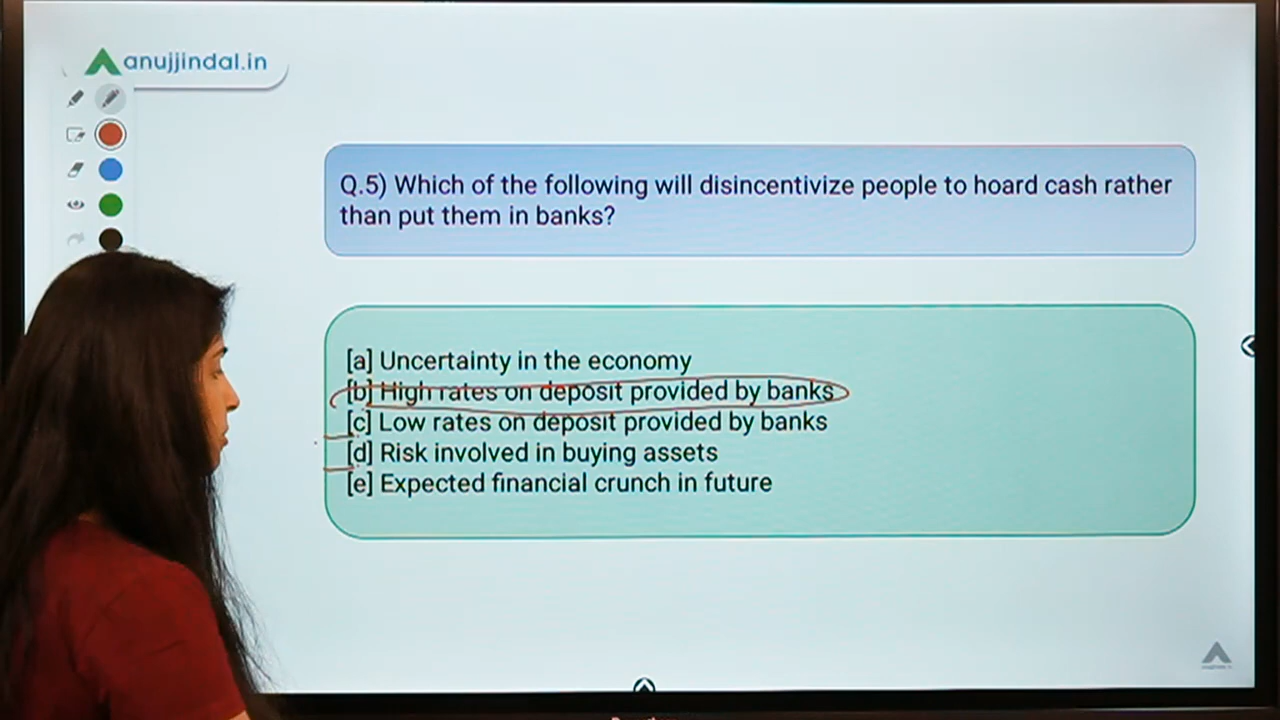 anujjindal.in
Q.5) Which of the following will disincentivize people to hoard cash rather
than put them in banks?
[a] Uncertainty in the economy
[b] High rates on deposit provided by banks
[c] Low rates on deposit provided by banks
[d] Risk involved in buying assets
[e] Expected financial crunch in future